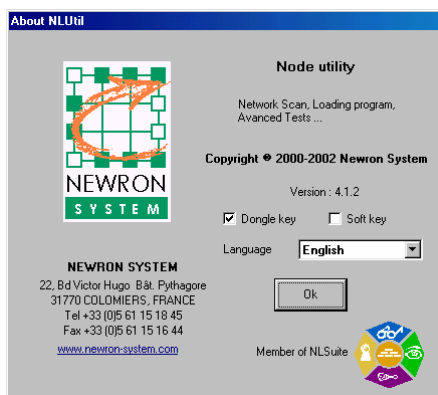 About NLUtil
Node utility
Network Scan, Loading program,
Avanced Tests ...
Copyright ® 2000-2002 Newron System
Version : 4.1.2
Dongle key
Soft key
Language
English
Ok
Member of NLSuite
NEWRON
SYSTEM
NEWRON SYSTEM
22, Bd Victor Hugo Bât. Pythagore
31770 COLOMIERS, FRANCE
Tel +33 (0)5 61 15 18 45
Fax +33 (0)5 61 15 16 44
www.newron-system.com